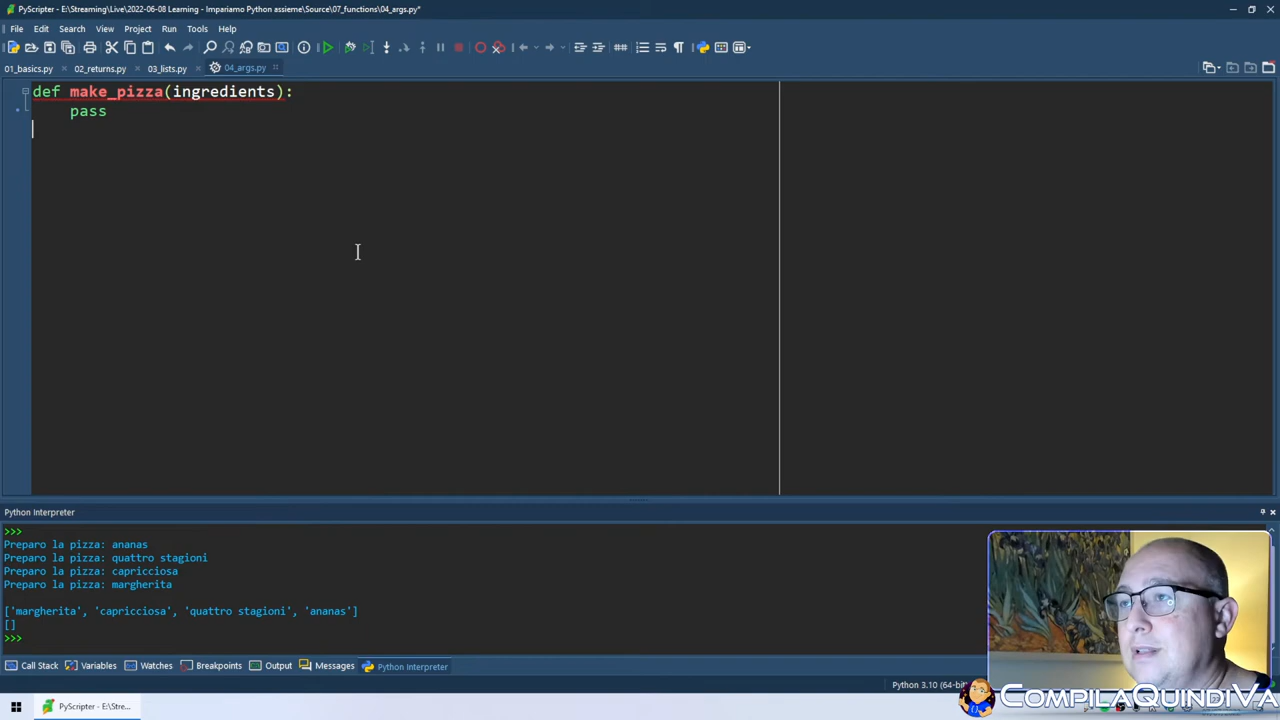 PyScripter - E:\Streaming\Live\2022-06-08 Learning - Impariamo Python assieme\Source\07_functions\04_args.py*
File Edit Search View Project Run Tools Help
01_basics.py 02_returns.py 03_lists.py 04_args.py
def make_pizza(ingredients):
    pass
Python Interpreter
>>>
Preparo la pizza: ananas
Preparo la pizza: quattro stagioni
Preparo la pizza: capricciosa
Preparo la pizza: margherita
['margherita', 'capricciosa', 'quattro stagioni', 'ananas']
[]
>>>
Call Stack Variables Watches Breakpoints Output Messages Python Interpreter
Python 3.10 (64-bit)
COMPILAQUINDIVA
PyScripter - E:\Stre...